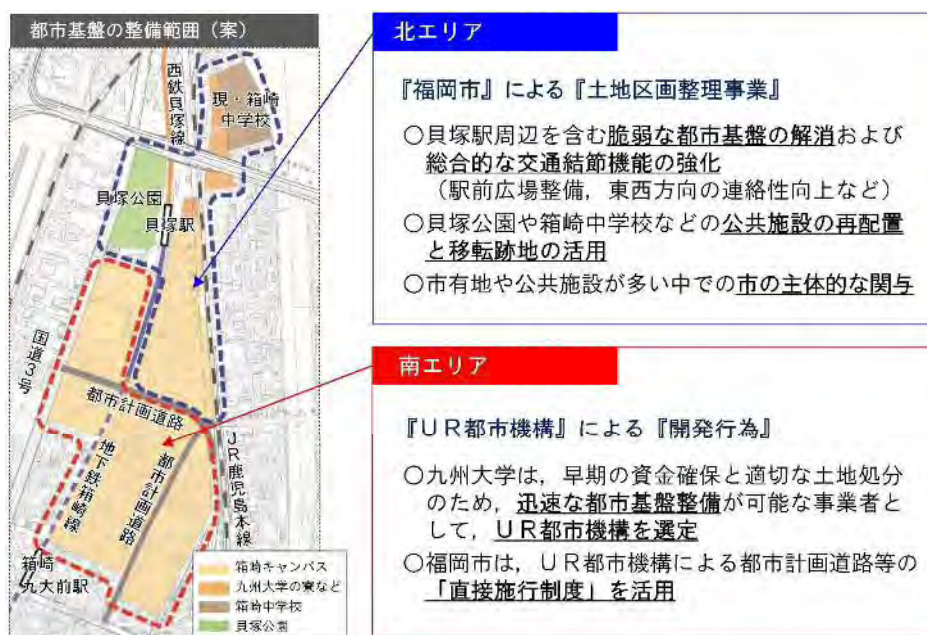 都市基盤の整備範囲（案）
西鉄貝塚線
現・箱崎
中学校
貝塚公園
貝塚駅
国道3号
都市計画道路
地下鉄箱崎線
都市計画道路
JR鹿児島本線
箱崎
九大前駅
箱崎キャンパス
九州大学の寮など
箱崎中学校
貝塚公園
北エリア
『福岡市』による『土地区画整理事業』
○貝塚駅周辺を含む脆弱な都市基盤の解消および
総合的な交通結節機能の強化
（駅前広場整備，東西方向の連絡性向上など）
○貝塚公園や箱崎中学校などの公共施設の再配置
と移転跡地の活用
○市有地や公共施設が多い中での市の主体的な関与
南エリア
『ＵＲ都市機構』による『開発行為』
○九州大学は，早期の資金確保と適切な土地処分
のため，迅速な都市基盤整備が可能な事業者と
して，ＵＲ都市機構を選定
○福岡市は，ＵＲ都市機構による都市計画道路等の
「直接施行制度」を活用